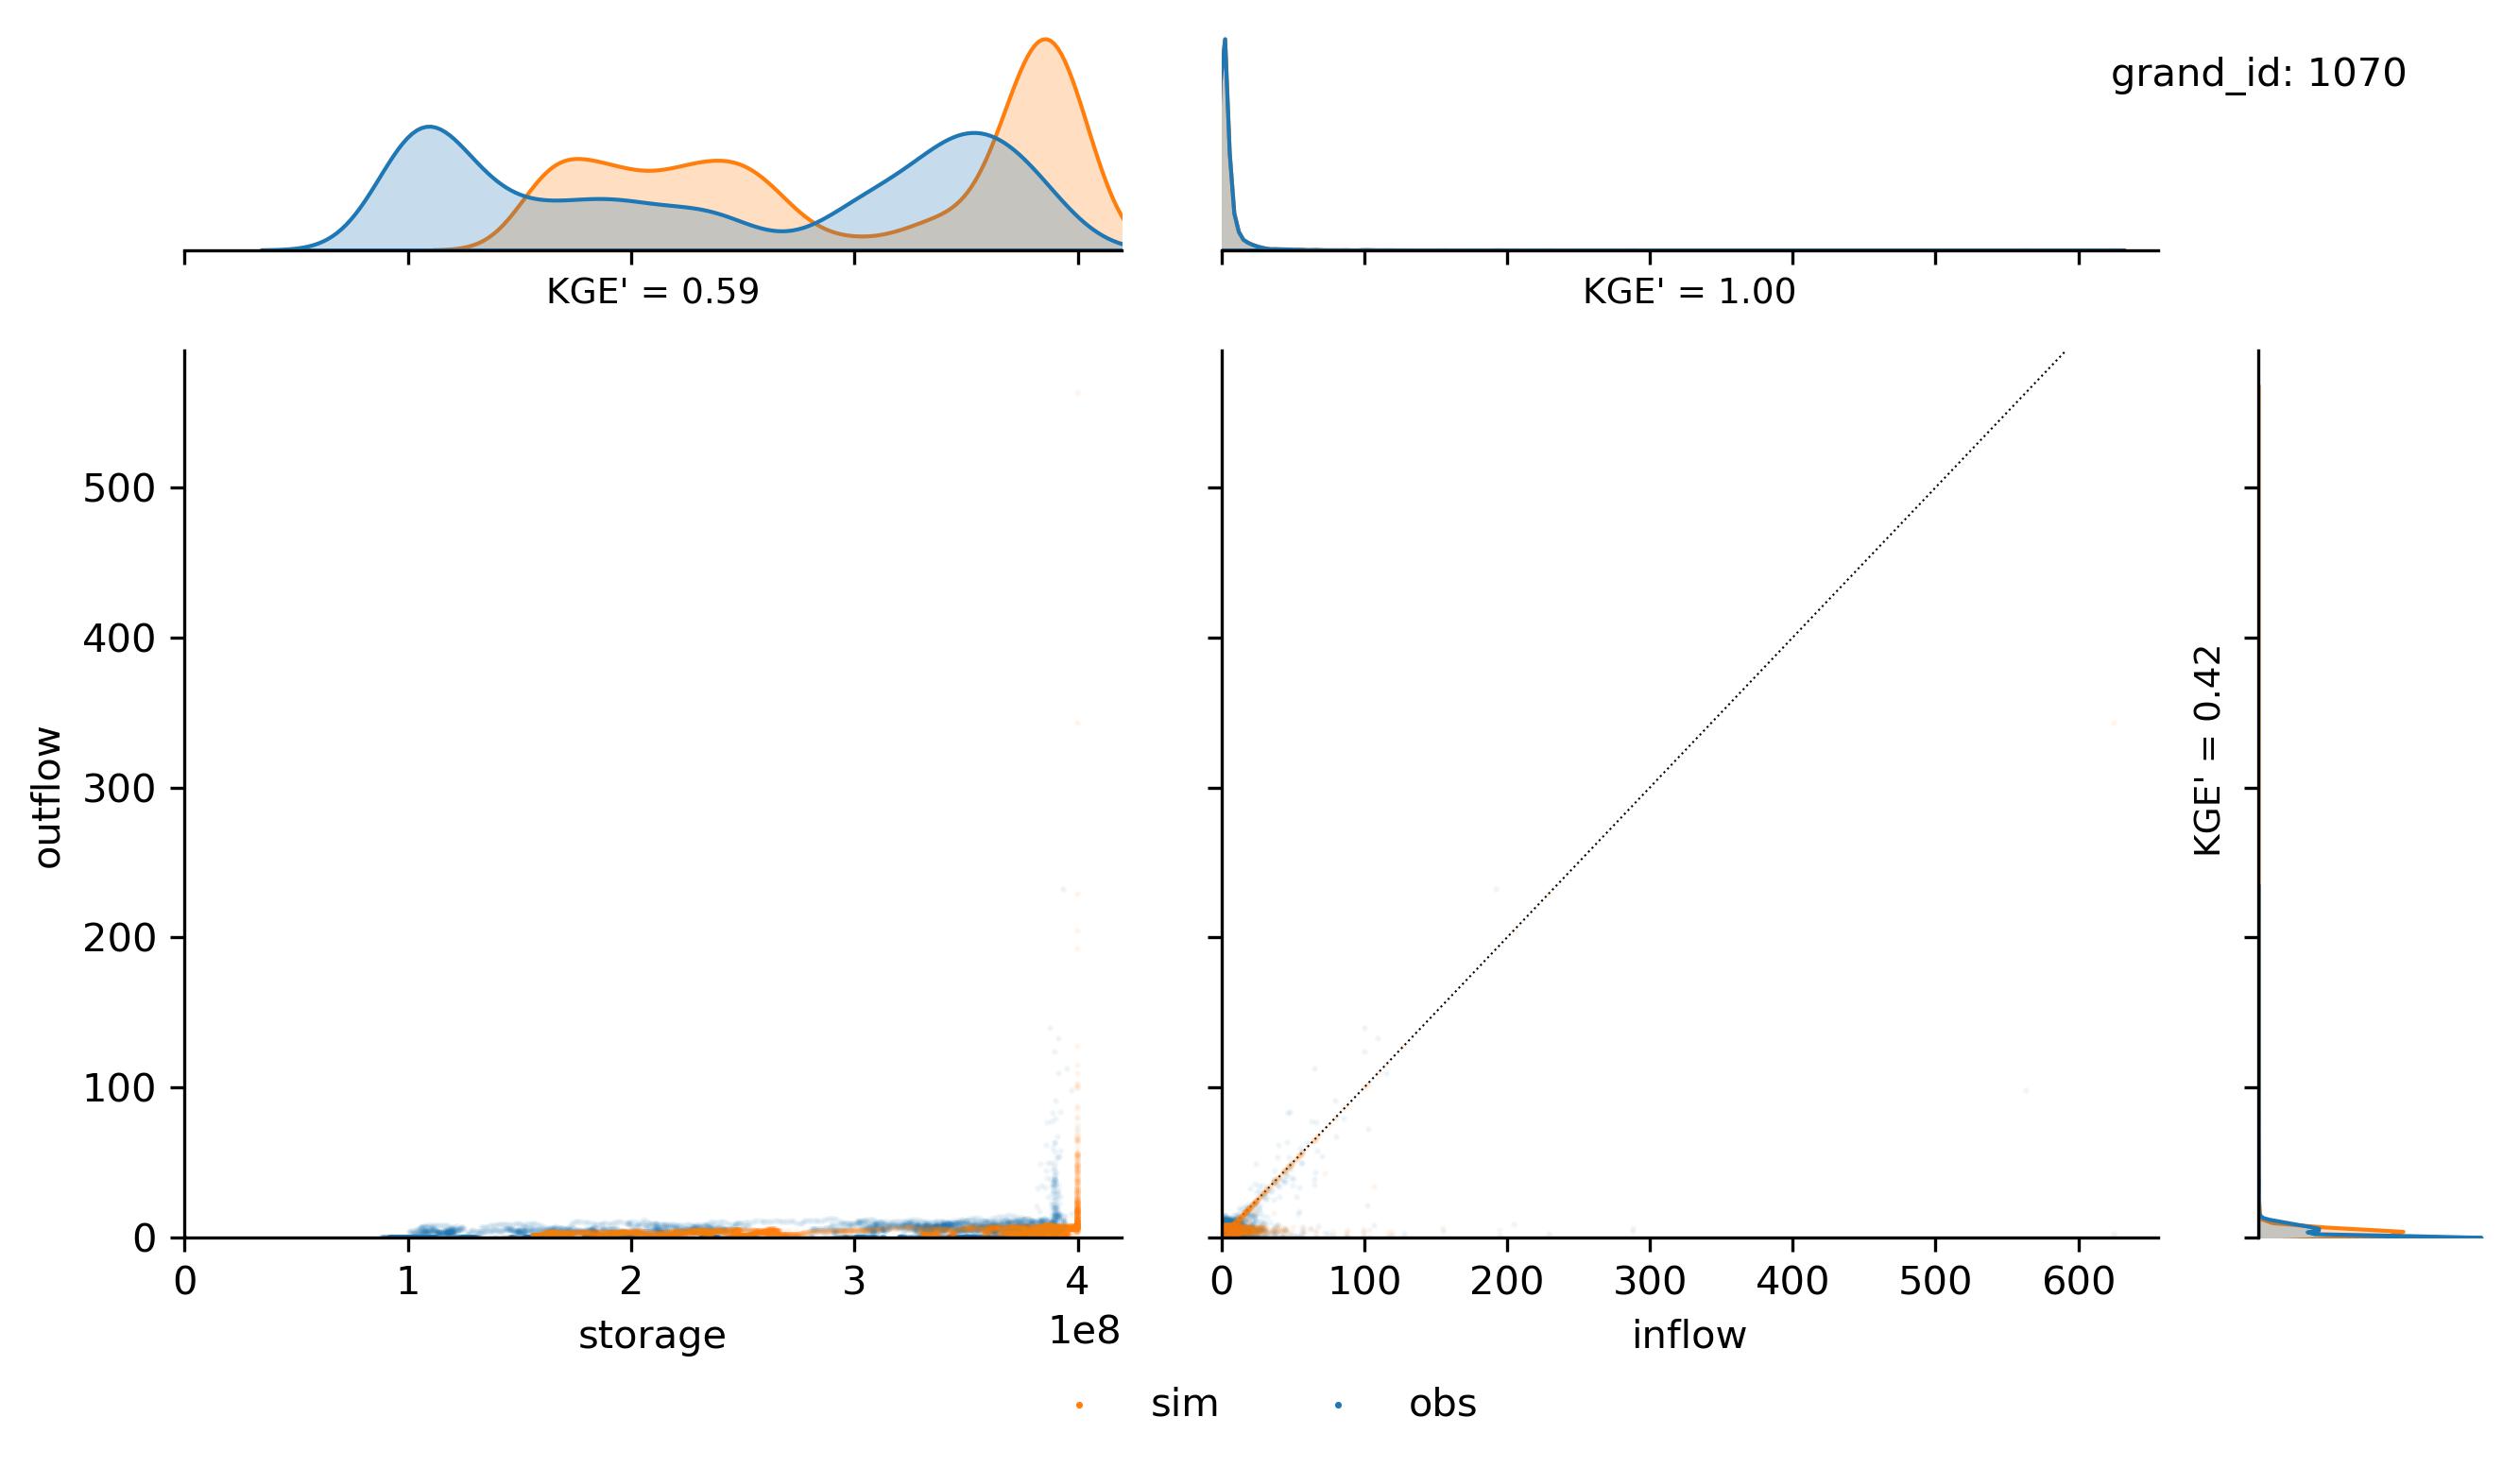 grand_id: 1070
KGE' = 0.59
KGE' = 1.00
500
400
300
200
100
0
outflow
KGE' = 0.42
0 1 2 3 4
1e8
storage
0 100 200 300 400 500 600
inflow
sim obs